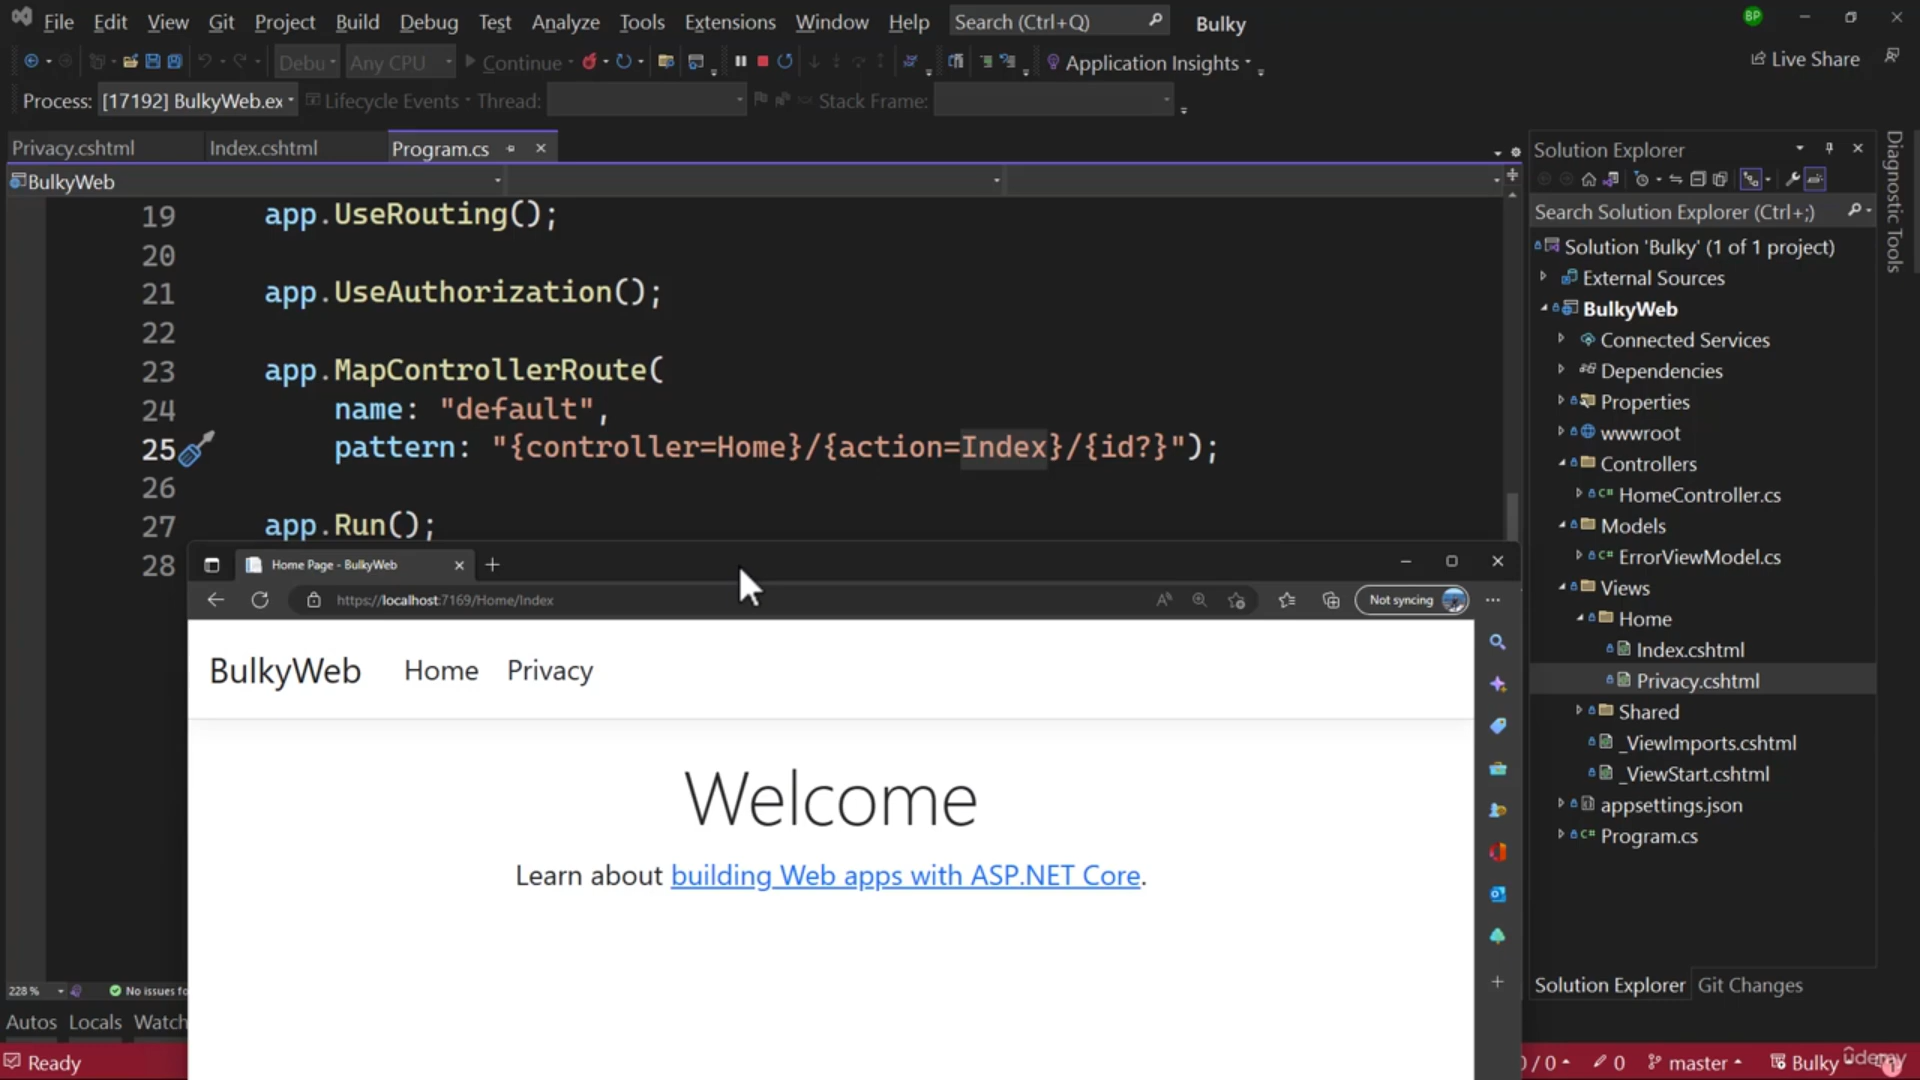 File Edit View Git Project Build Debug Test Analyze Tools Extensions Window Help Search (Ctrl+Q) Bulky BP
Debu Any CPU Continue Application Insights Live Share
Process: [17192] BulkyWeb.ex Lifecycle Events Thread: Stack Frame:
Privacy.cshtml Index.cshtml Program.cs
BulkyWeb
19 app.UseRouting();
20
21 app.UseAuthorization();
22
23 app.MapControllerRoute(
24 name: "default",
25 pattern: "{controller=Home}/{action=Index}/{id?}");
26
27 app.Run();
28
Home Page - BulkyWeb
https://localhost:7169/Home/Index
Not syncing
BulkyWeb Home Privacy
Welcome
Learn about building Web apps with ASP.NET Core.
Solution Explorer
Search Solution Explorer (Ctrl+;)
Solution 'Bulky' (1 of 1 project)
External Sources
BulkyWeb
Connected Services
Dependencies
Properties
wwwroot
Controllers
C# HomeController.cs
Models
C# ErrorViewModel.cs
Views
Home
Index.cshtml
Privacy.cshtml
Shared
_ViewImports.cshtml
_ViewStart.cshtml
appsettings.json
C# Program.cs
Solution Explorer Git Changes
Diagnostic Tools
228 % No issues fo
Autos Locals Watch
Ready
0 / 0 0 master Bulky
ûdemy
1